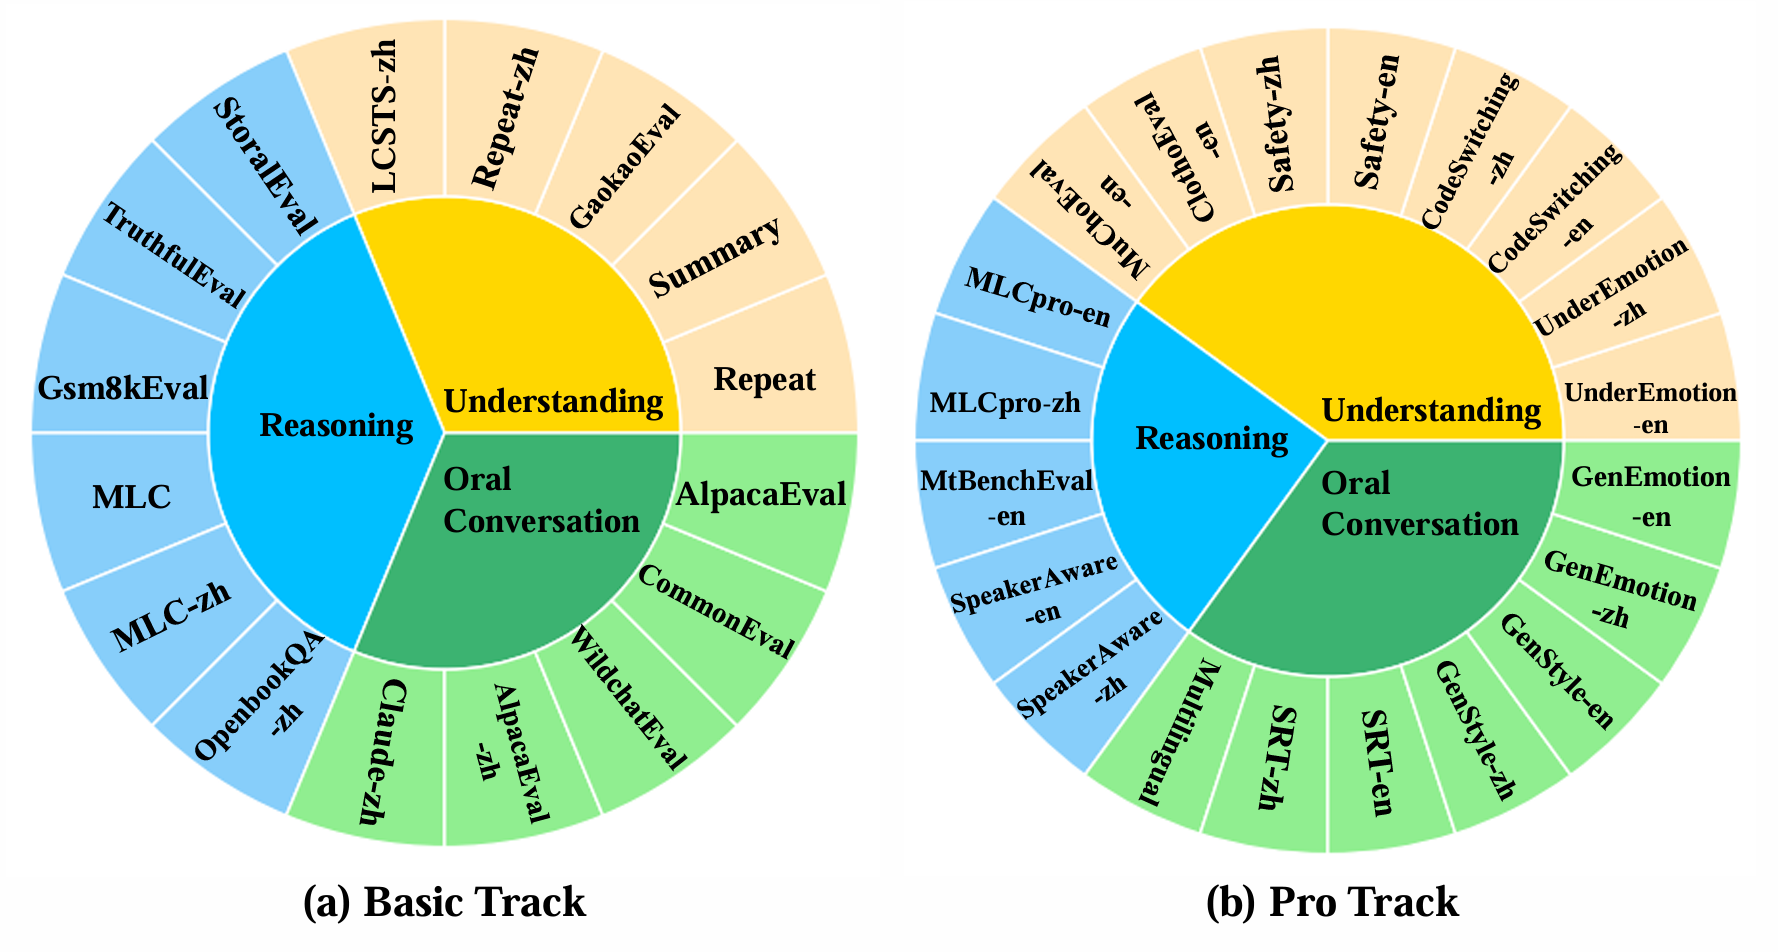 LCSTS-zh
Repeat-zh
GaokaoEval
Summary
Repeat
StoralEval
TruthfulEval
Gsm8kEval
MLC
MLC-zh
OpenbookQA
-zh
Claude-zh
AlpacaEval
-zh
WildchatEval
CommonEval
AlpacaEval
Understanding
Reasoning
Oral
Conversation
(a) Basic Track
MuChoEval
-en
ClothoEval
-en
Safety-zh
Safety-en
CodeSwitching
-zh
CodeSwitching
-en
UnderEmotion
-zh
UnderEmotion
-en
MLCpro-en
MLCpro-zh
MtBenchEval
-en
SpeakerAware
-en
SpeakerAware
-zh
Multilingual
SRT-zh
SRT-en
GenStyle-zh
GenStyle-en
GenEmotion
-zh
GenEmotion
-en
Understanding
Reasoning
Oral
Conversation
(b) Pro Track